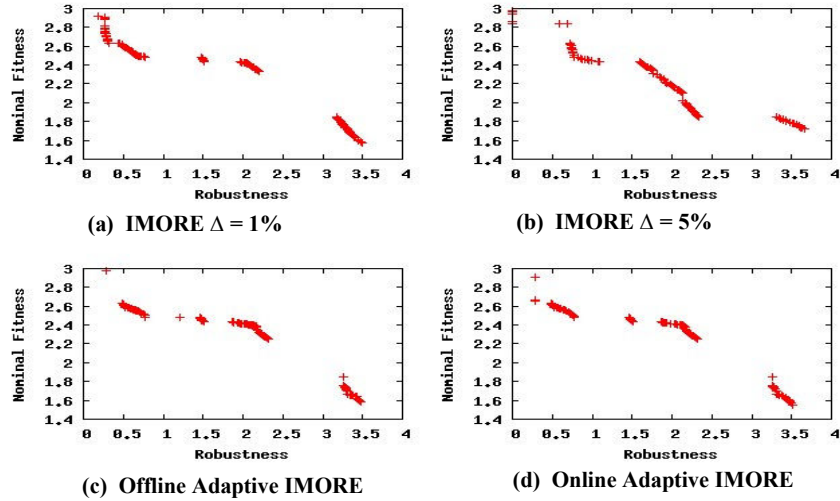 3
2.8
2.6
2.4
2.2
2
1.8
1.6
1.4
Nominal Fitness
0 0.5 1 1.5 2 2.5 3 3.5 4
Robustness
(a) IMORE Δ = 1%
3
2.8
2.6
2.4
2.2
2
1.8
1.6
1.4
Nominal Fitness
0 0.5 1 1.5 2 2.5 3 3.5 4
Robustness
(b) IMORE Δ = 5%
3
2.8
2.6
2.4
2.2
2
1.8
1.6
1.4
Nominal Fitness
0 0.5 1 1.5 2 2.5 3 3.5 4
Robustness
(c) Offline Adaptive IMORE
3
2.8
2.6
2.4
2.2
2
1.8
1.6
1.4
Nominal Fitness
0 0.5 1 1.5 2 2.5 3 3.5 4
Robustness
(d) Online Adaptive IMORE